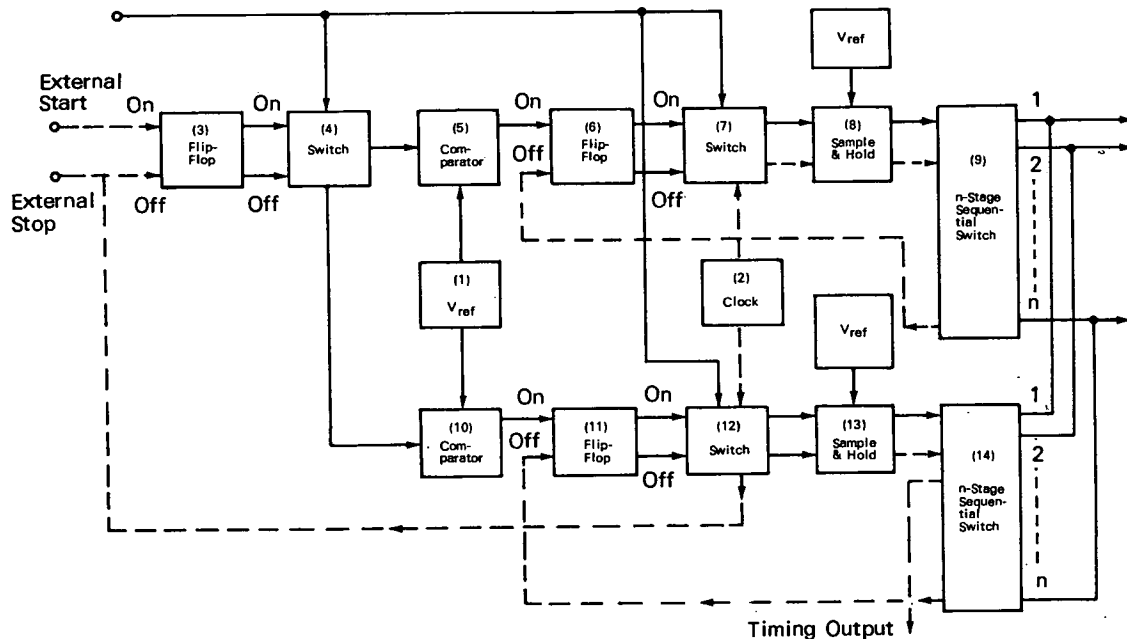 External
Start
On
On
External
Stop
Off
Off
(3)
Flip-
Flop
(4)
Switch
(5)
Com-
parator
On
Off
(6)
Flip-
Flop
On
Off
(7)
Switch
Vref
(8)
Sample
& Hold
(9)
n-Stage
Sequen-
tial
Switch
1
2
n
(1)
Vref
(2)
Clock
Vref
(10)
Com-
parator
On
Off
(11)
Flip-
Flop
On
Off
(12)
Switch
(13)
Sample
& Hold
(14)
n-Stage
Sequen-
tial
Switch
1
2
n
Timing Output